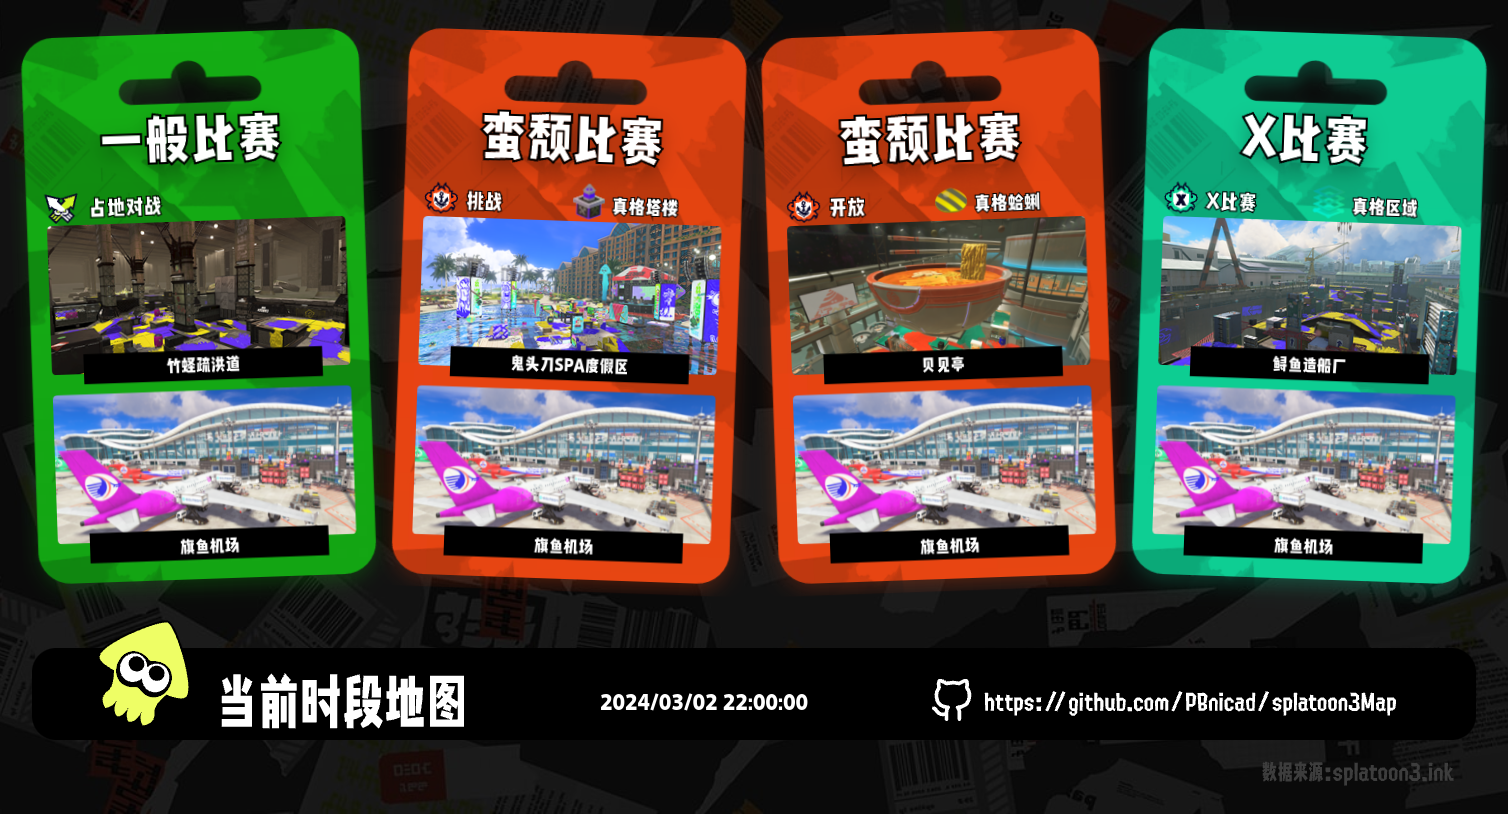 一般比赛
占地对战
竹蛏疏洪道
旗鱼机场
蛮颓比赛
挑战
真格塔楼
鬼头刀SPA度假区
旗鱼机场
蛮颓比赛
开放
真格蛤蜊
贝见亭
旗鱼机场
X比赛
X比赛
真格区域
鲟鱼造船厂
旗鱼机场
当前时段地图
2024/03/02 22:00:00
https://github.com/PBnicad/splatoon3Map
数据来源:splatoon3.ink